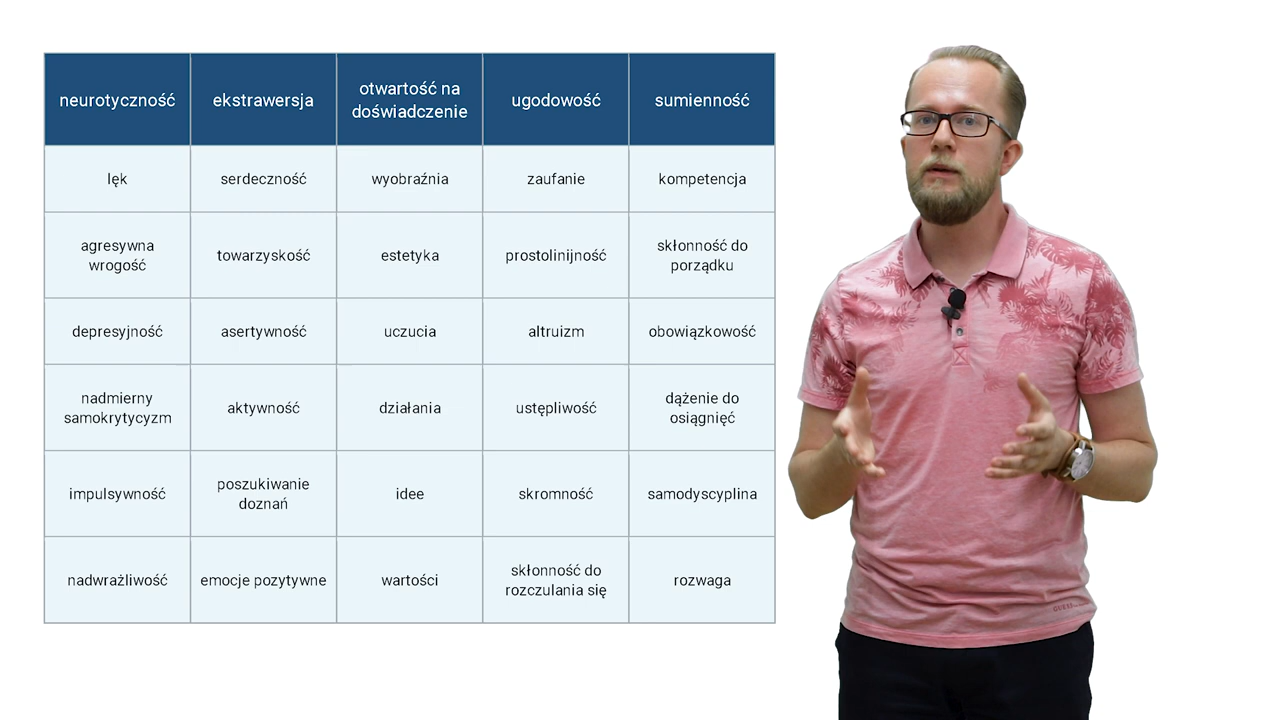 neurotyczność
ekstrawersja
otwartość na
doświadczenie
ugodowość
sumienność
lęk
serdeczność
wyobraźnia
zaufanie
kompetencja
agresywna
wrogość
towarzyskość
estetyka
prostolinijność
skłonność do
porządku
depresyjność
asertywność
uczucia
altruizm
obowiązkowość
nadmierny
samokrytycyzm
aktywność
działania
ustępliwość
dążenie do
osiągnięć
impulsywność
poszukiwanie
doznań
idee
skromność
samodyscyplina
nadwrażliwość
emocje pozytywne
wartości
skłonność do
rozczulania się
rozwaga
GUESS